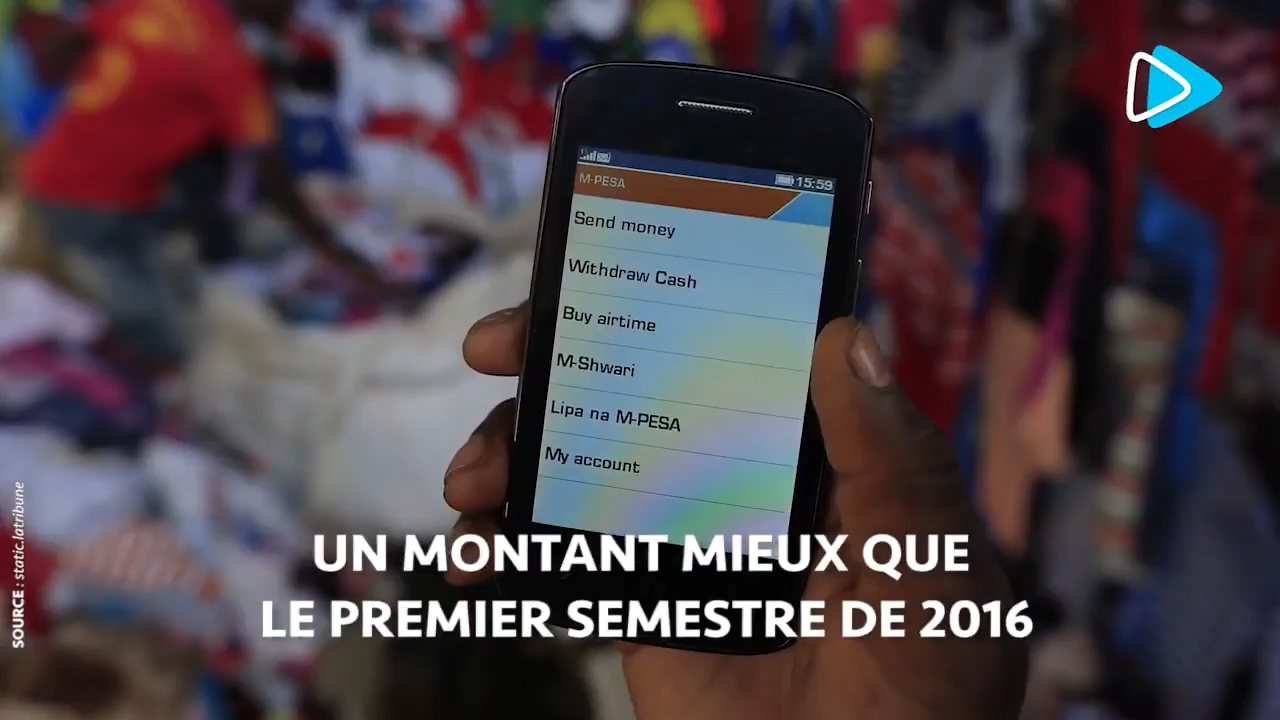 15:59
M-PESA
Send money
Withdraw Cash
Buy airtime
M-Shwari
Lipa na M-PESA
My account
UN MONTANT MIEUX QUE
LE PREMIER SEMESTRE DE 2016
SOURCE : static.latribune